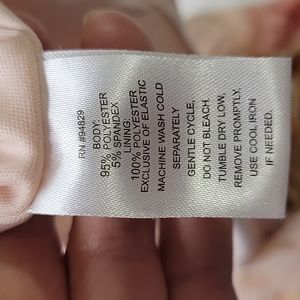 RN #94829
BODY:
95% POLYESTER
5% SPANDEX
LINING:
100% POLYESTER
EXCLUSIVE OF ELASTIC
MACHINE WASH COLD
SEPARATELY
GENTLE CYCLE,
DO NOT BLEACH.
TUMBLE DRY LOW,
REMOVE PROMPTLY.
USE COOL IRON
IF NEEDED.